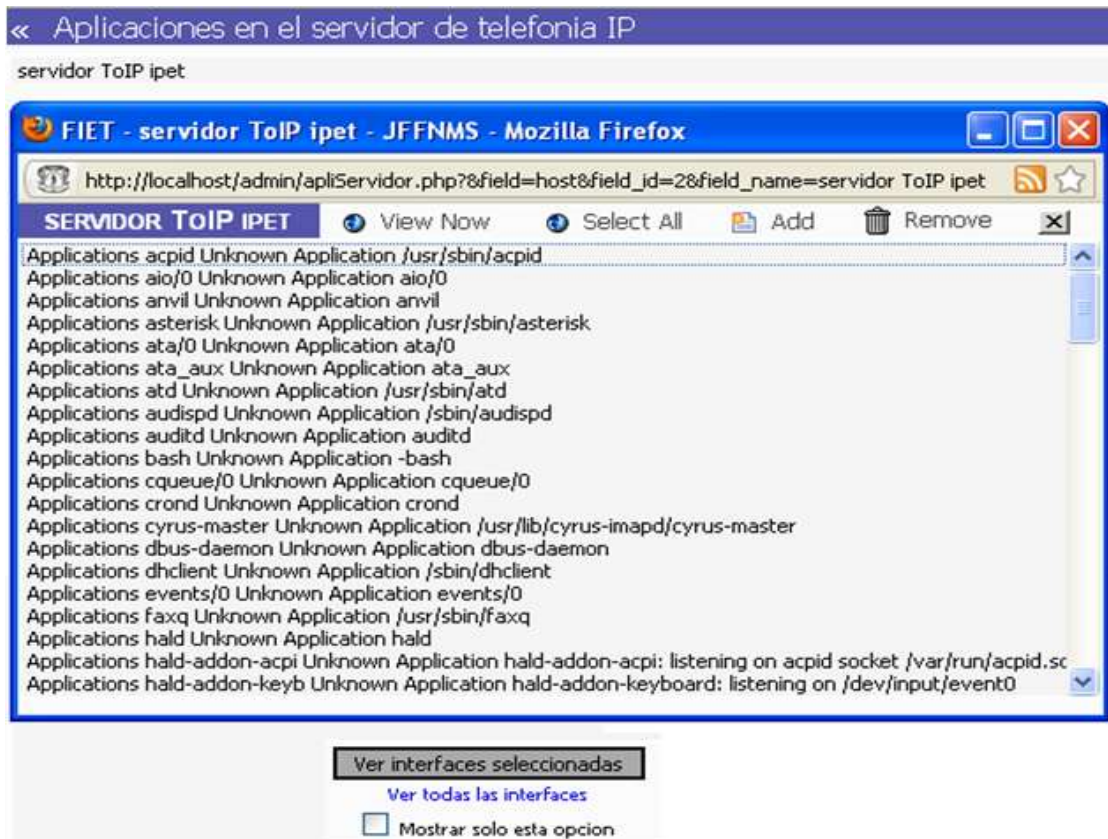 « Aplicaciones en el servidor de telefonia IP
servidor ToIP ipet
FIET - servidor ToIP ipet - JFFNMS - Mozilla Firefox
http://localhost/admin/apliServidor.php?&field=host&field_id=2&field_name=servidor ToIP ipet
SERVIDOR TOIP IPET View Now Select All Add Remove
Applications acpid Unknown Application /usr/sbin/acpid
Applications aio/0 Unknown Application aio/0
Applications anvil Unknown Application anvil
Applications asterisk Unknown Application /usr/sbin/asterisk
Applications ata/0 Unknown Application ata/0
Applications ata_aux Unknown Application ata_aux
Applications atd Unknown Application /usr/sbin/atd
Applications audispd Unknown Application /sbin/audispd
Applications auditd Unknown Application auditd
Applications bash Unknown Application -bash
Applications cqueue/0 Unknown Application cqueue/0
Applications crond Unknown Application crond
Applications cyrus-master Unknown Application /usr/lib/cyrus-imapd/cyrus-master
Applications dbus-daemon Unknown Application dbus-daemon
Applications dhclient Unknown Application /sbin/dhclient
Applications events/0 Unknown Application events/0
Applications faxq Unknown Application /usr/sbin/faxq
Applications hald Unknown Application hald
Applications hald-addon-acpi Unknown Application hald-addon-acpi: listening on acpid socket /var/run/acpid.sc
Applications hald-addon-keyb Unknown Application hald-addon-keyboard: listening on /dev/input/event0
Ver interfaces seleccionadas
Ver todas las interfaces
Mostrar solo esta opcion